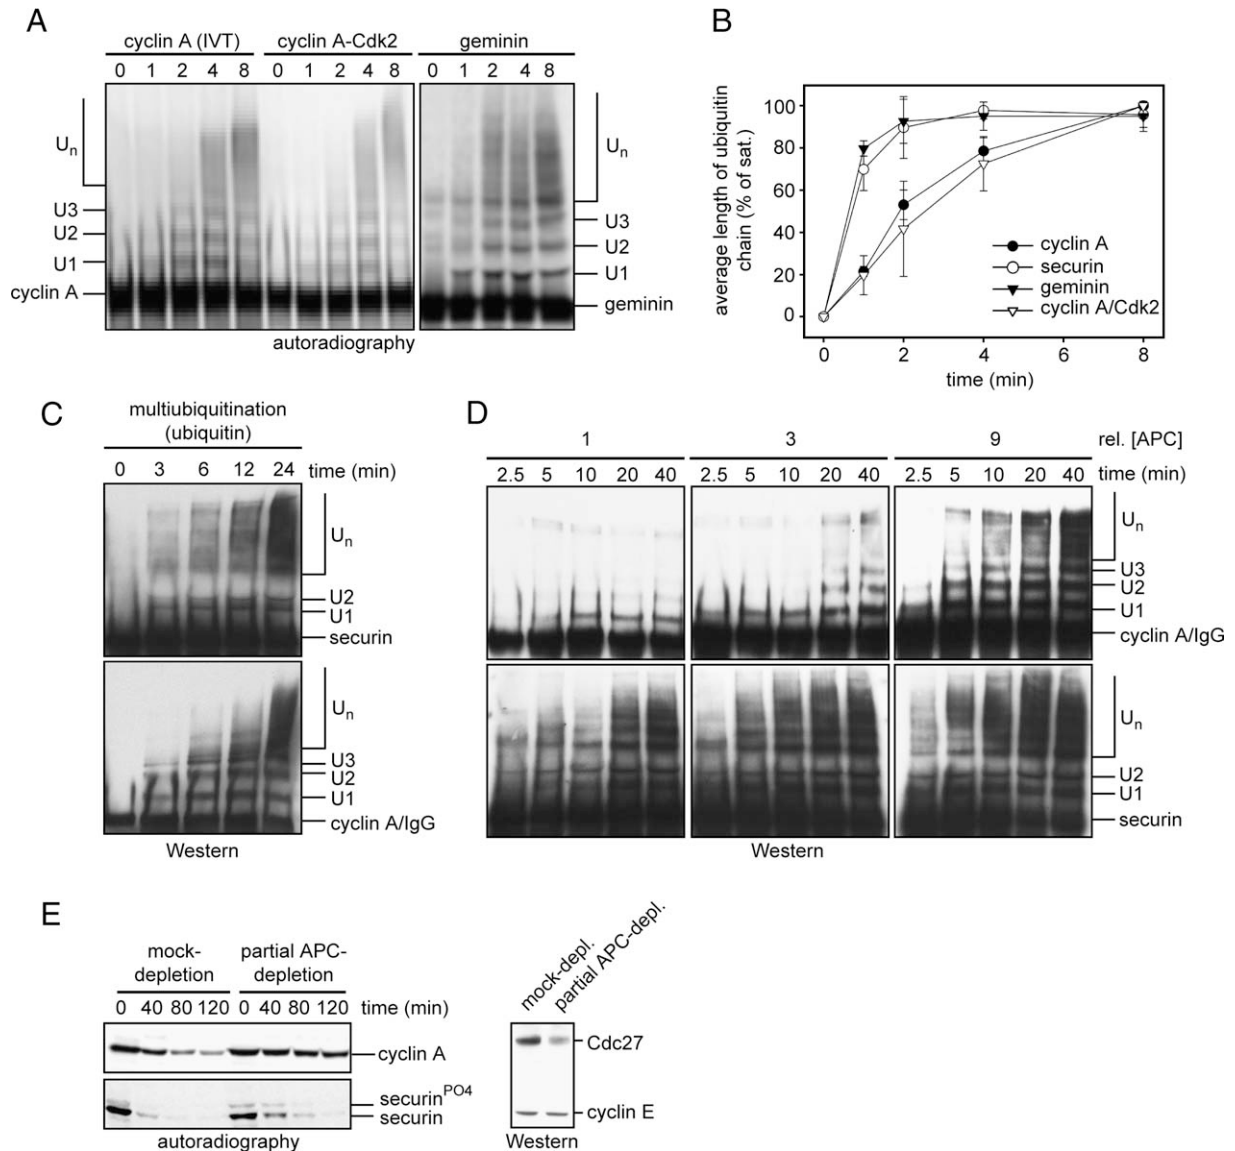 A
cyclin A (IVT) cyclin A-Cdk2 geminin
0 1 2 4 8 0 1 2 4 8 0 1 2 4 8
Un
U3
U2
U1
cyclin A
Un
U3
U2
U1
geminin
autoradiography
B
average length of ubiquitin
chain (% of sat.)
100
80
60
40
20
0
cyclin A
securin
geminin
cyclin A/Cdk2
0 2 4 6 8
time (min)
C
multiubiquitination
(ubiquitin)
0 3 6 12 24 time (min)
Un
U2
U1
securin
Un
U3
U2
U1
cyclin A/IgG
Western
D
1 3 9 rel. [APC]
2.5 5 10 20 40 2.5 5 10 20 40 2.5 5 10 20 40 time (min)
Un
U3
U2
U1
cyclin A/IgG
Un
U2
U1
securin
Western
E
mock-
depletion
partial APC-
depletion
0 40 80 120 0 40 80 120 time (min)
cyclin A
securinPO4
securin
autoradiography
mock-depl.
partial APC-depl.
Cdc27
cyclin E
Western